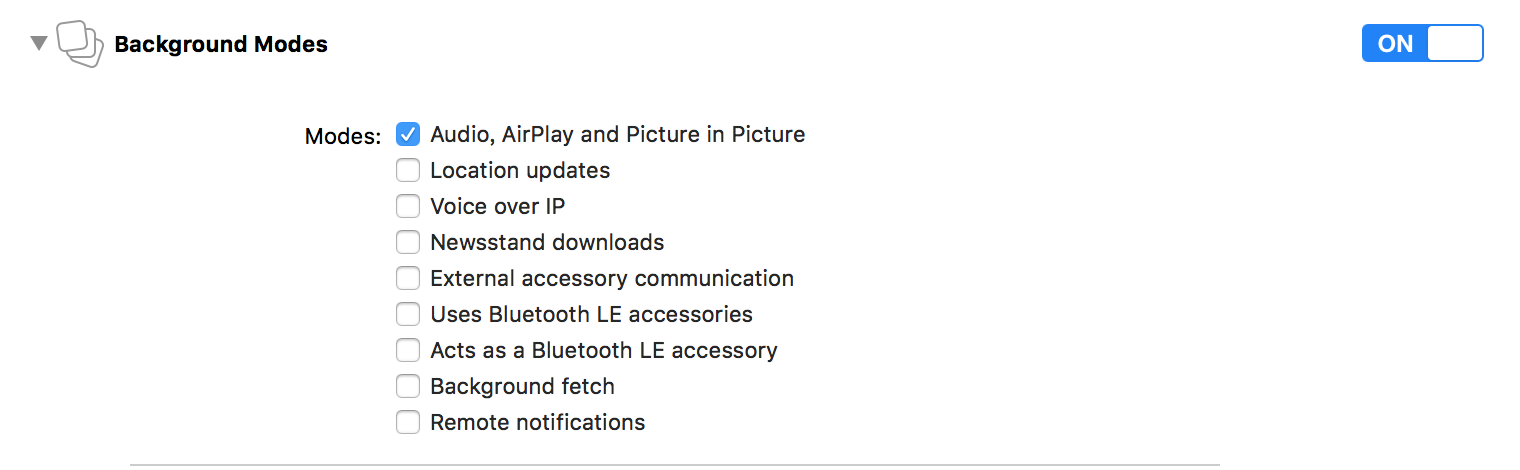 Background Modes
ON
Modes:
Audio, AirPlay and Picture in Picture
Location updates
Voice over IP
Newsstand downloads
External accessory communication
Uses Bluetooth LE accessories
Acts as a Bluetooth LE accessory
Background fetch
Remote notifications